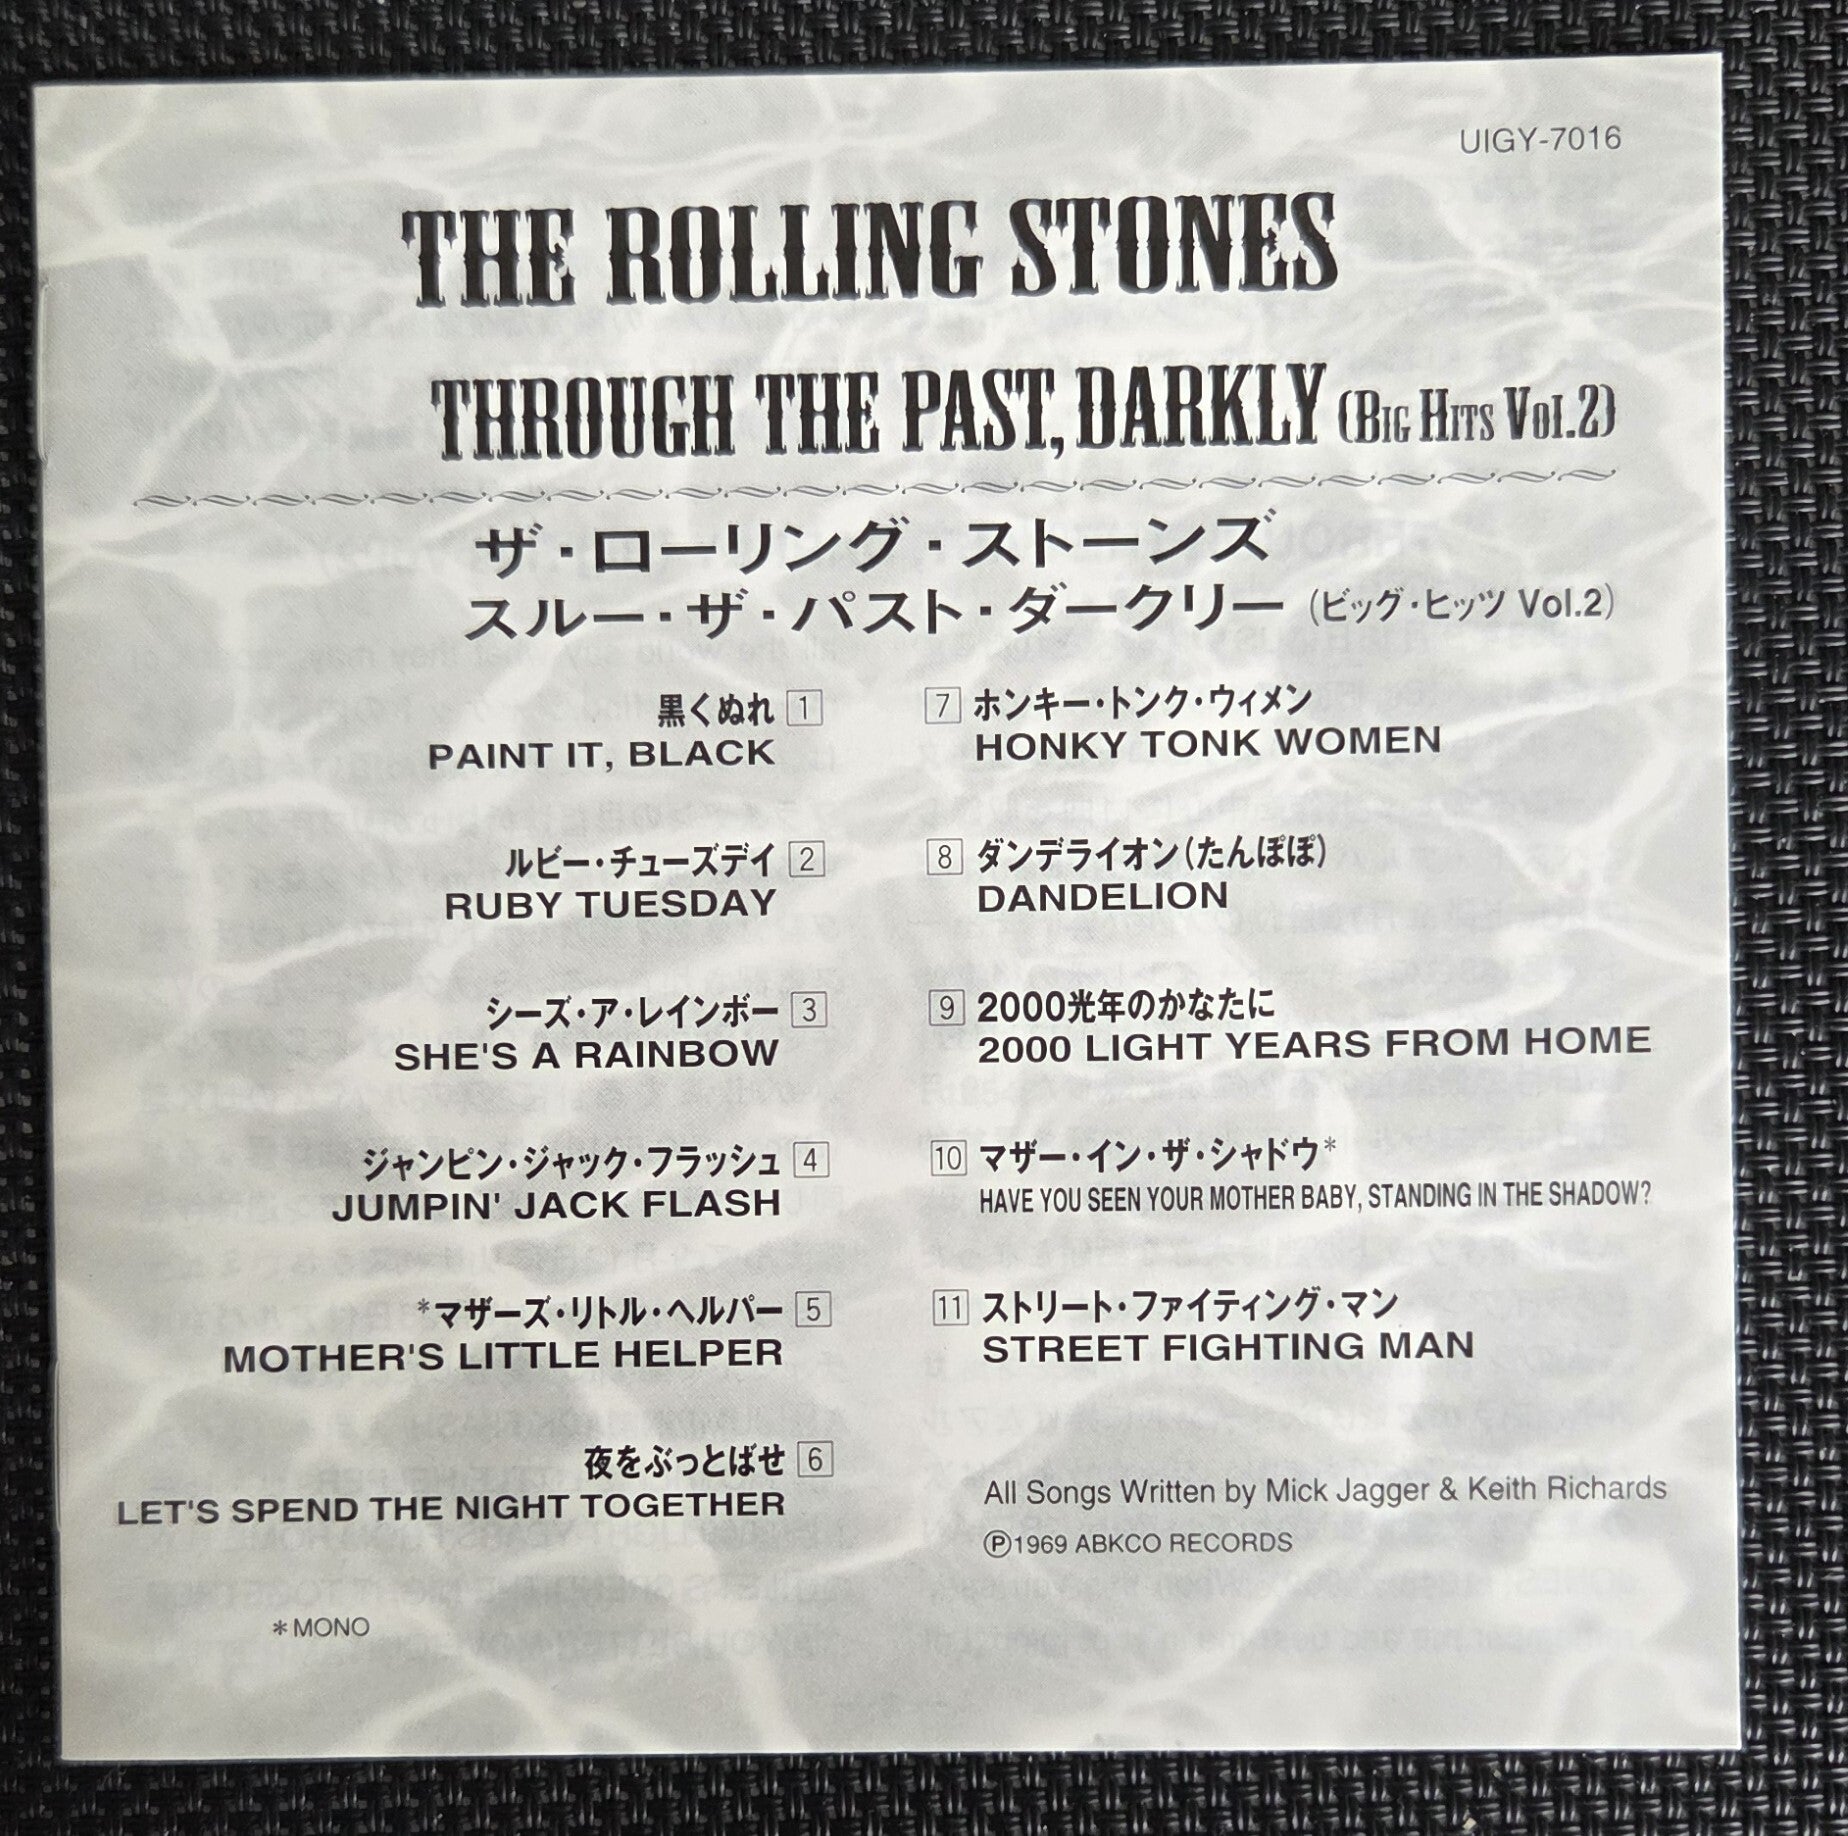 UIGY-7016
THE ROLLING STONES
THROUGH THE PAST, DARKLY (BIG HITS VOL.2)
ザ・ローリング・ストーンズ
スルー・ザ・パスト・ダークリー (ビッグ・ヒッツ Vol.2)
黒くぬれ 1
PAINT IT, BLACK
ルビー・チューズデイ 2
RUBY TUESDAY
シーズ・ア・レインボー 3
SHE'S A RAINBOW
ジャンピン・ジャック・フラッシュ 4
JUMPIN' JACK FLASH
*マザーズ・リトル・ヘルパー 5
MOTHER'S LITTLE HELPER
夜をぶっとばせ 6
LET'S SPEND THE NIGHT TOGETHER
7 ホンキー・トンク・ウィメン
HONKY TONK WOMEN
8 ダンデライオン(たんぽぽ)
DANDELION
9 2000光年のかなたに
2000 LIGHT YEARS FROM HOME
10 マザー・イン・ザ・シャドウ*
HAVE YOU SEEN YOUR MOTHER BABY, STANDING IN THE SHADOW?
11 ストリート・ファイティング・マン
STREET FIGHTING MAN
All Songs Written by Mick Jagger & Keith Richards
Ⓟ1969 ABKCO RECORDS
*MONO